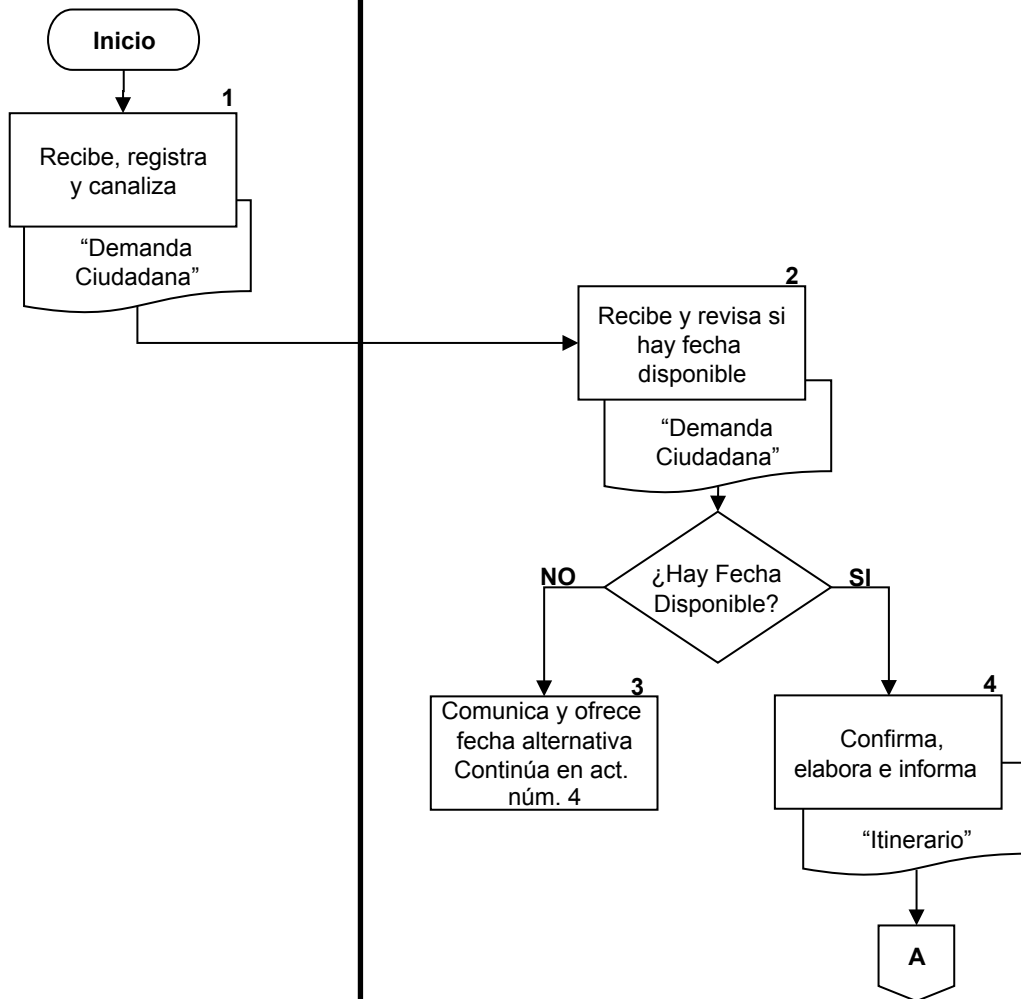 Inicio
1
Recibe, registra
y canaliza
“Demanda
Ciudadana”
2
Recibe y revisa si
hay fecha
disponible
“Demanda
Ciudadana”
¿Hay Fecha
Disponible?
NO
SI
3
Comunica y ofrece
fecha alternativa
Continúa en act.
núm. 4
4
Confirma,
elabora e informa
“Itinerario”
A